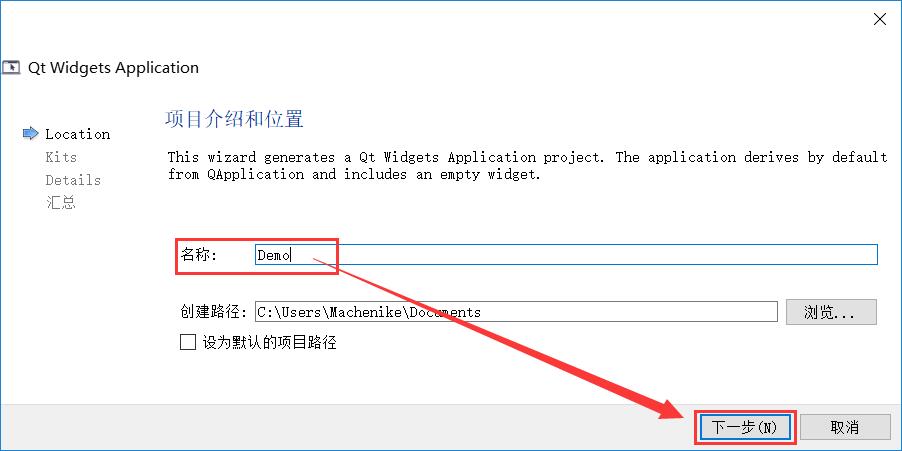 Qt Widgets Application
Location
Kits
Details
汇总
项目介绍和位置
This wizard generates a Qt Widgets Application project. The application derives by default
from QApplication and includes an empty widget.
名称: Demo
创建路径: C:\Users\Machenike\Documents 浏览...
设为默认的项目路径
下一步(N) 取消